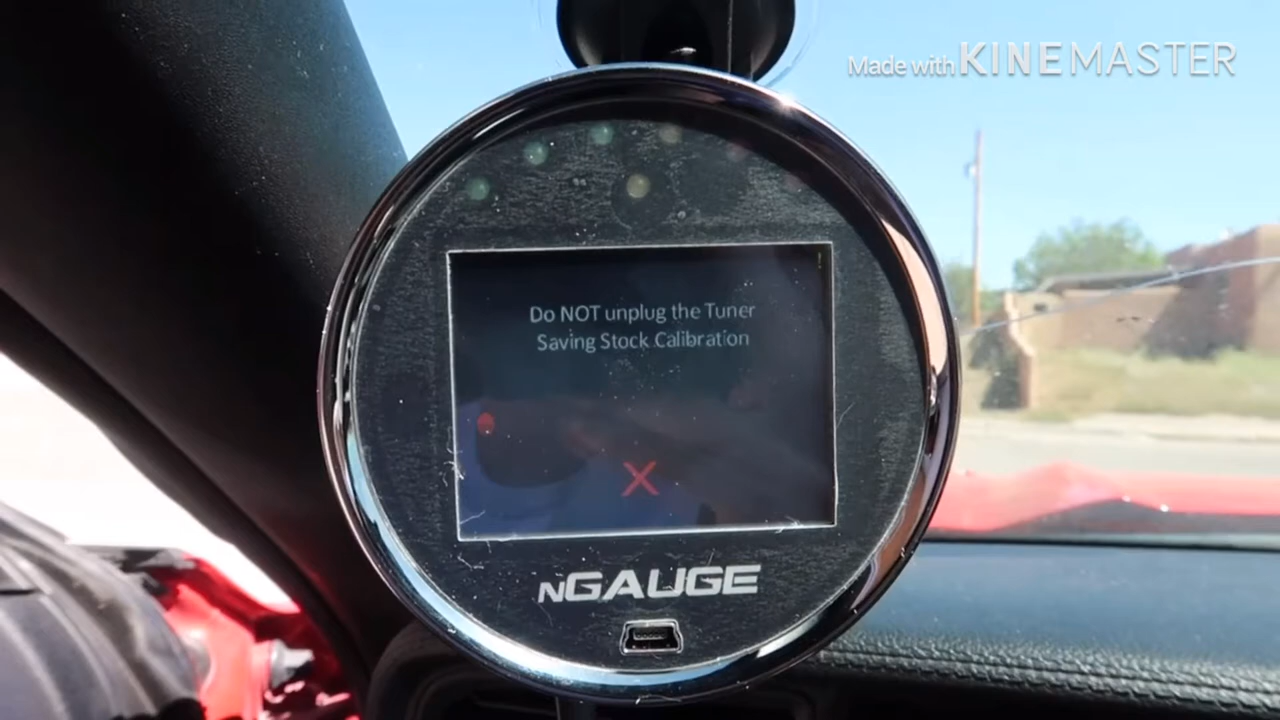 Made with KINEMASTER
Do NOT unplug the Tuner
Saving Stock Calibration
X
NGAUGE